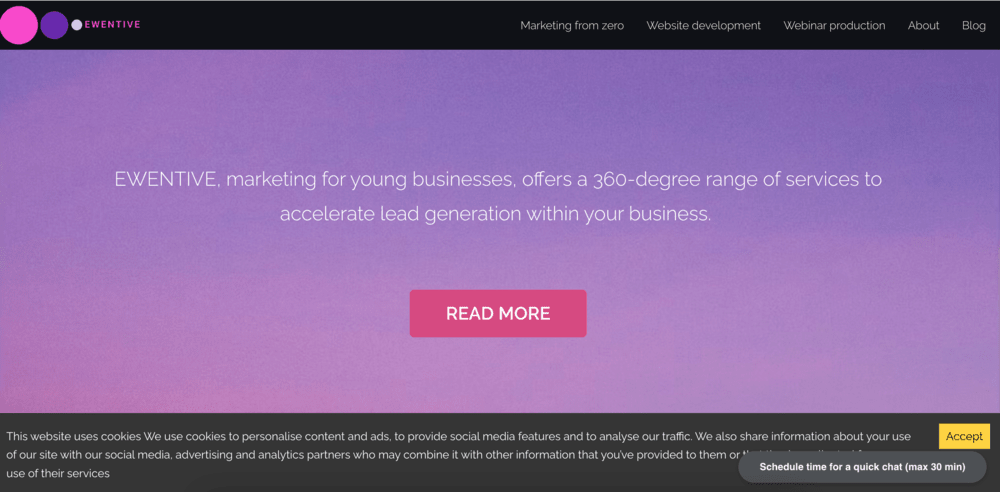 EWENTIVE
Marketing from zero
Website development
Webinar production
About
Blog
EWENTIVE, marketing for young businesses, offers a 360-degree range of services to
accelerate lead generation within your business.
READ MORE
This website uses cookies We use cookies to personalise content and ads, to provide social media features and to analyse our traffic. We also share information about your use
of our site with our social media, advertising and analytics partners who may combine it with other information that you've provided to them or
use of their services
Accept
Schedule time for a quick chat (max 30 min)